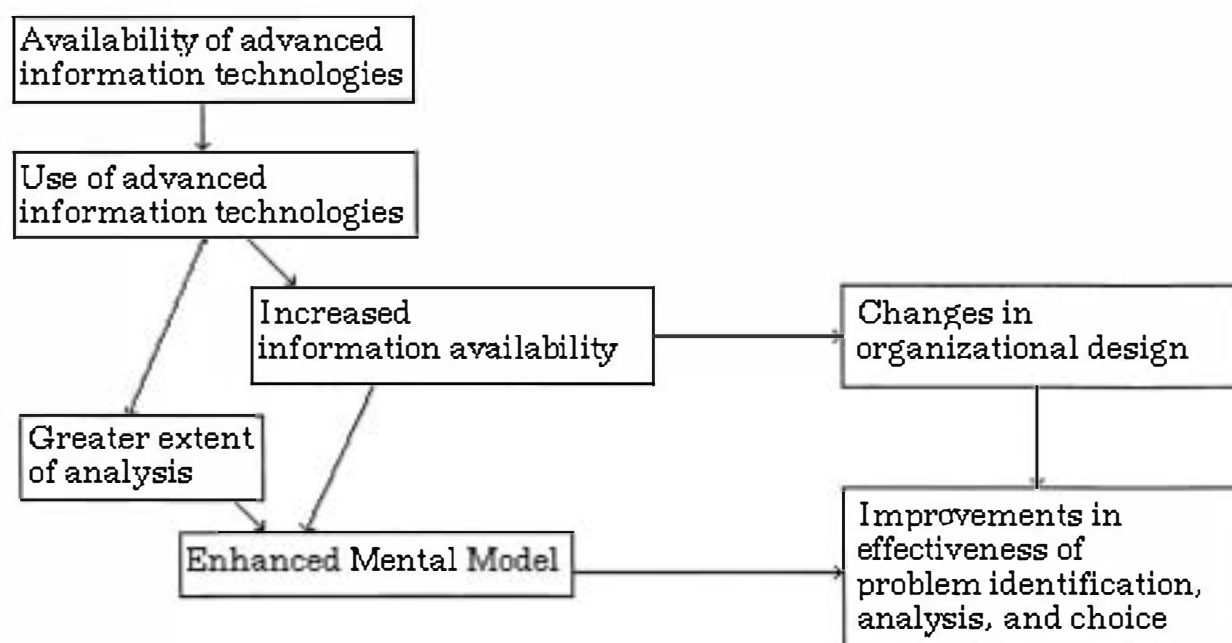 Availability of advanced
information technologies
Use of advanced
information technologies
Increased
information availability
Changes in
organizational design
Greater extent
of analysis
Enhanced Mental Model
Improvements in
effectiveness of
problem identification,
analysis, and choice